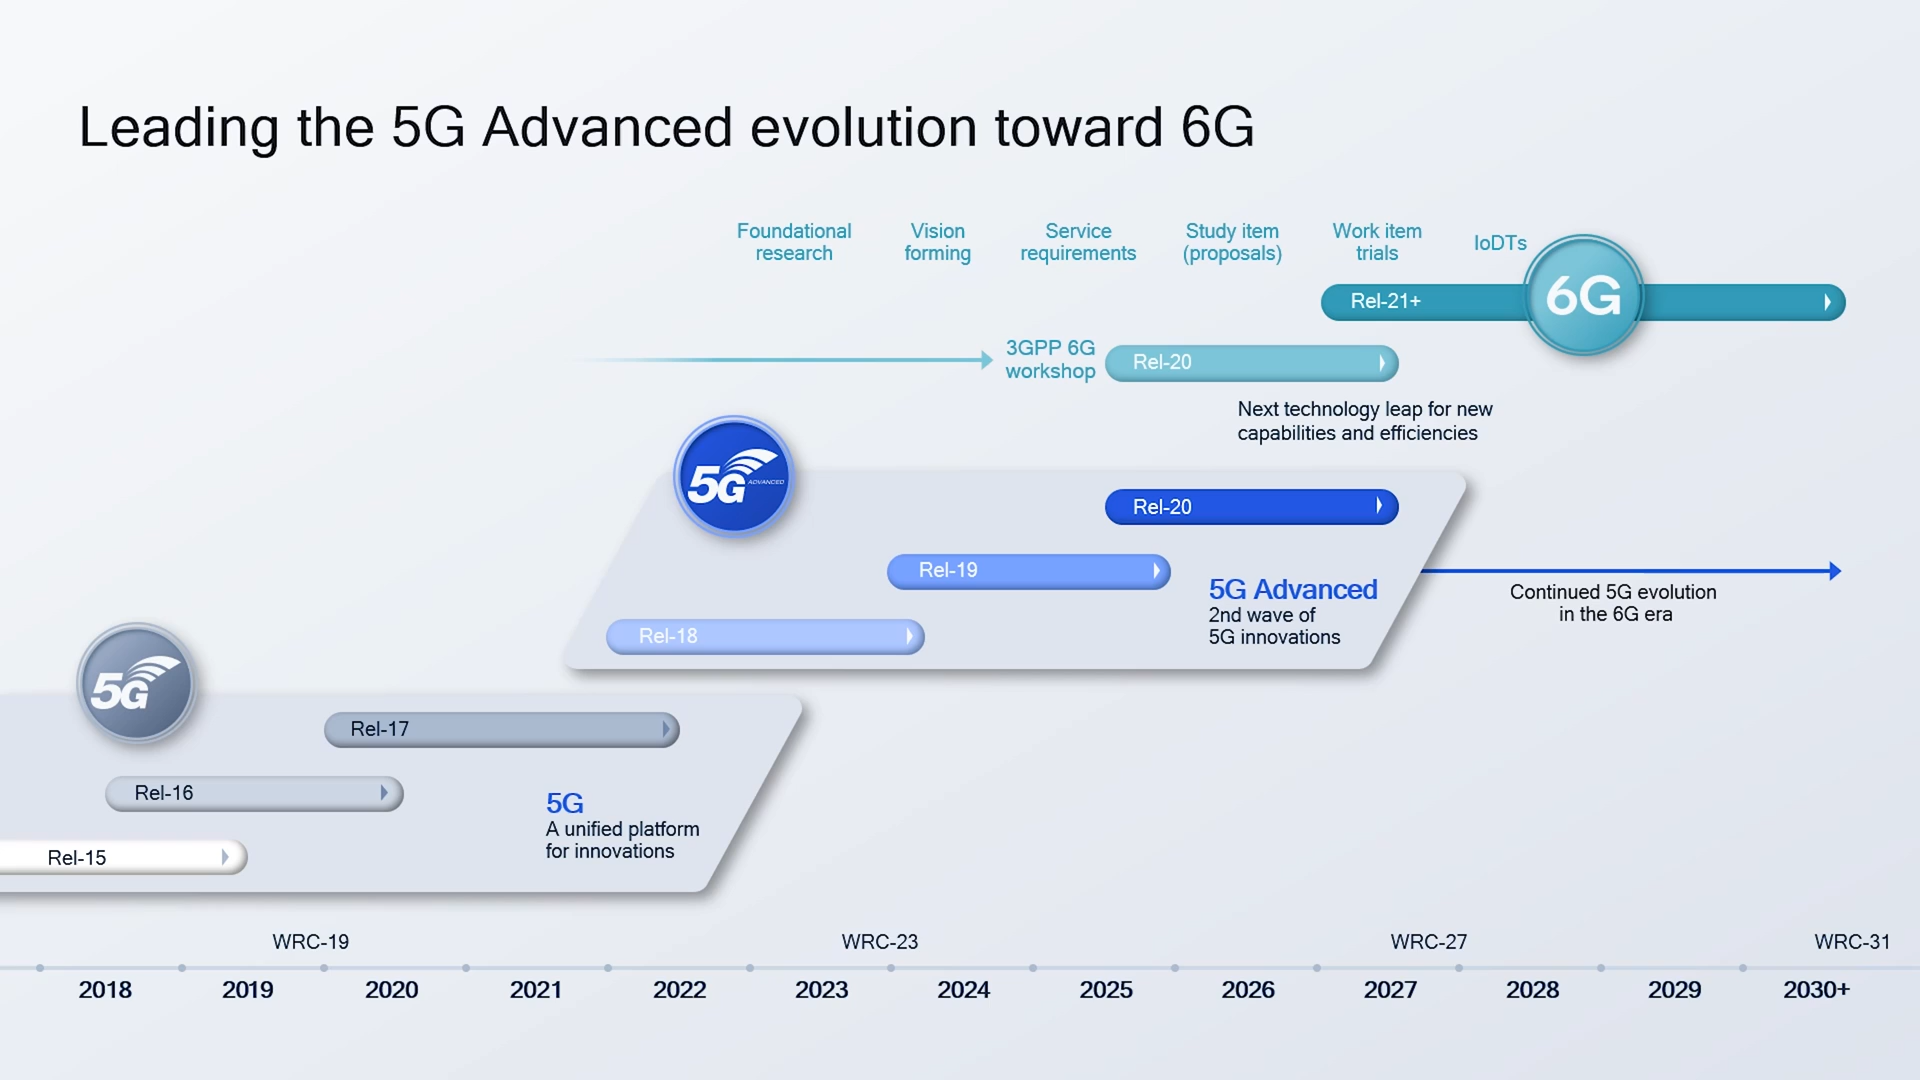 Leading the 5G Advanced evolution toward 6G
Foundational
research
Vision
forming
Service
requirements
Study item
(proposals)
Work item
trials
IoDTs
6G
Rel-21+
3GPP 6G
workshop
Rel-20
Next technology leap for new
capabilities and efficiencies
5G
ADVANCED
Rel-20
Rel-19
Rel-18
5G Advanced
2nd wave of
5G innovations
Continued 5G evolution
in the 6G era
5G
Rel-17
Rel-16
Rel-15
5G
A unified platform
for innovations
WRC-19
WRC-23
WRC-27
WRC-31
2018
2019
2020
2021
2022
2023
2024
2025
2026
2027
2028
2029
2030+